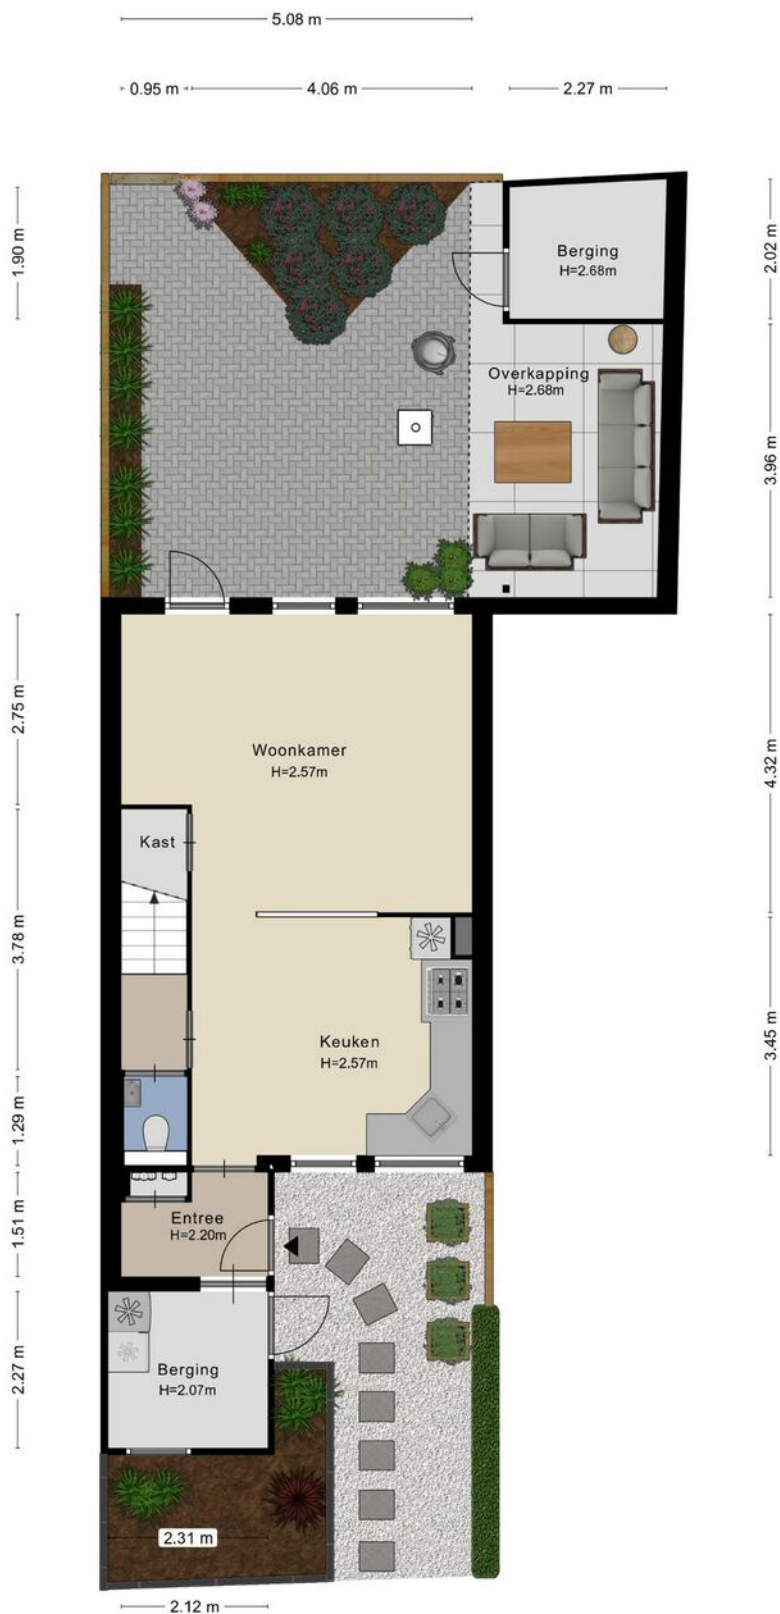 5.08 m
0.95 m
4.06 m
2.27 m
1.90 m
2.02 m
Berging
H=2.68m
Overkapping
H=2.68m
3.96 m
2.75 m
Woonkamer
H=2.57m
4.32 m
Kast
3.78 m
Keuken
H=2.57m
3.45 m
1.29 m
1.51 m
Entree
H=2.20m
2.27 m
Berging
H=2.07m
2.31 m
2.12 m